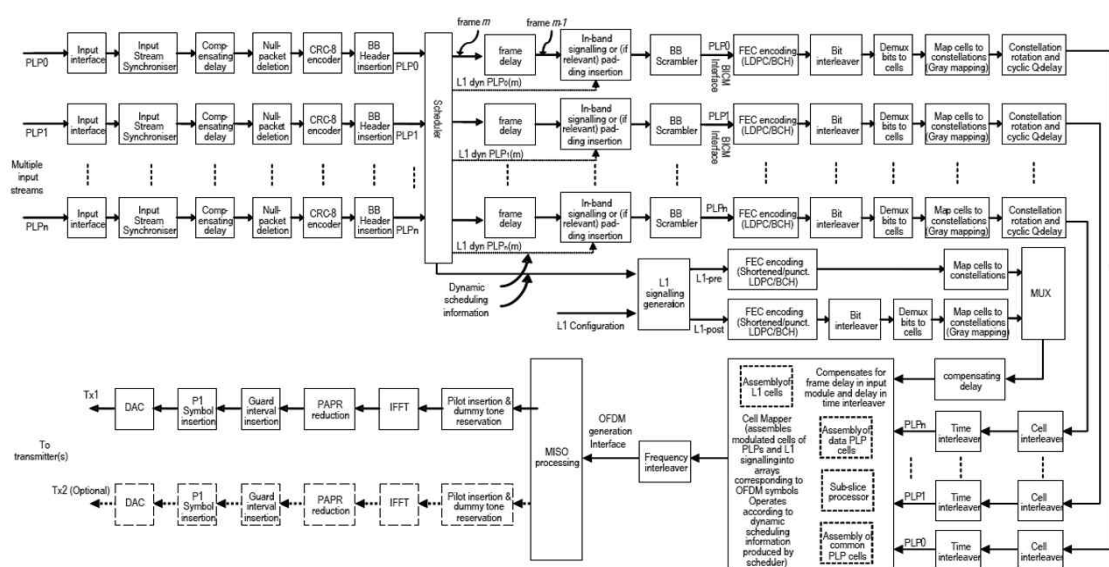 frame m
frame m-1
PLP0
Input
interface
Input
Stream
Synchroniser
Comp-
ensating
delay
Null-
packet
deletion
CRC-8
encoder
BB
Header
insertion
PLP0
frame
delay
In-band
signalling or (if
relevant) pad-
ding insertion
BB
Scrambler
PLP0
BICM
Interface
FEC encoding
(LDPC/BCH)
Bit
interleaver
Demux
bits to
cells
Map cells to
constellations
(Gray mapping)
Constellation
rotation and
cyclic Q-delay
L1 dyn PLP0(m)
Scheduler
PLP1
Input
interface
Input
Stream
Synchroniser
Comp-
ensating
delay
Null-
packet
deletion
CRC-8
encoder
BB
Header
insertion
PLP1
frame
delay
In-band
signalling or (if
relevant) pad-
ding insertion
BB
Scrambler
PLP1
BICM
Interface
FEC encoding
(LDPC/BCH)
Bit
interleaver
Demux
bits to
cells
Map cells to
constellations
(Gray mapping)
Constellation
rotation and
cyclic Q-delay
L1 dyn PLP1(m)
Multiple
input
streams
PLPn
Input
interface
Input
Stream
Synchroniser
Comp-
ensating
delay
Null-
packet
deletion
CRC-8
encoder
BB
Header
insertion
PLPn
frame delay
In-band
signalling or (if
relevant) pad-
ding insertion
BB
Scrambler
PLPn
FEC encoding
(LDPC/BCH)
Bit
interleaver
Demux
bits to
cells
Map cells to
constellations
(Gray mapping)
Constellation
rotation and
cyclic Q-delay
L1 dyn PLPn(m)
Dynamic
scheduling
information
L1 Configuration
L1
signalling
generation
L1-pre
FEC encoding
(Shortened/punct.
LDPC/BCH)
Map cells to
constellations
MUX
L1-post
FEC encoding
(Shortened/punct.
LDPC/BCH)
Bit
interleaver
Demux
bits to
cells
Map cells to
constellations
(Gray mapping)
Tx1
DAC
P1
Symbol
insertion
Guard
interval
insertion
PAPR
reduction
IFFT
Pilot insertion &
dummy tone
reservation
To
transmitter(s)
Tx2 (Optional)
DAC
P1
Symbol
insertion
Guard
interval
insertion
PAPR
reduction
IFFT
Pilot insertion &
dummy tone
reservation
MISO
processing
OFDM
generation
Interface
Frequency
interleaver
Assembly of
L1 cells
Compensates for
frame delay in input
module and delay in
time interleaver
Cell Mapper
(assembles
modulated cells of
PLPs and L1
signalling into
arrays
corresponding to
OFDM symbols
Operates
according to
dynamic
scheduling
information
produced by
scheduler)
Assembly of
data PLP
cells
Sub-slice
processor
Assembly of
common
PLP cells
compensating
delay
PLPn
Time
interleaver
Cell
interleaver
PLP1
Time
interleaver
Cell
interleaver
PLP0
Time
interleaver
Cell
interleaver